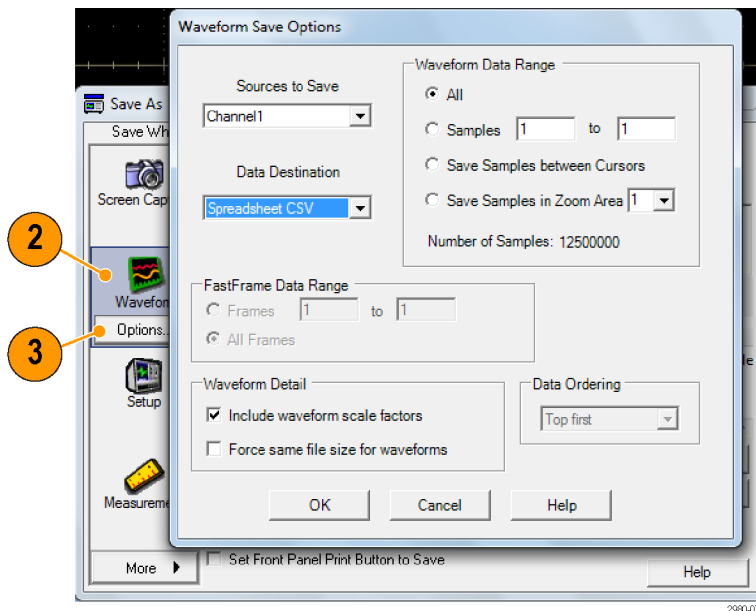 Waveform Save Options
Save As
Save Wh
Screen Cap
2
Wavefor
3
Options..
Setup
Measureme
More
Sources to Save
Channel1
Data Destination
Spreadsheet CSV
Waveform Data Range
All
Samples 1 to 1
Save Samples between Cursors
Save Samples in Zoom Area 1
Number of Samples: 12500000
FastFrame Data Range
Frames 1 to 1
All Frames
Waveform Detail
Include waveform scale factors
Force same file size for waveforms
Data Ordering
Top first
OK Cancel Help
le
Set Front Panel Print Button to Save
Help